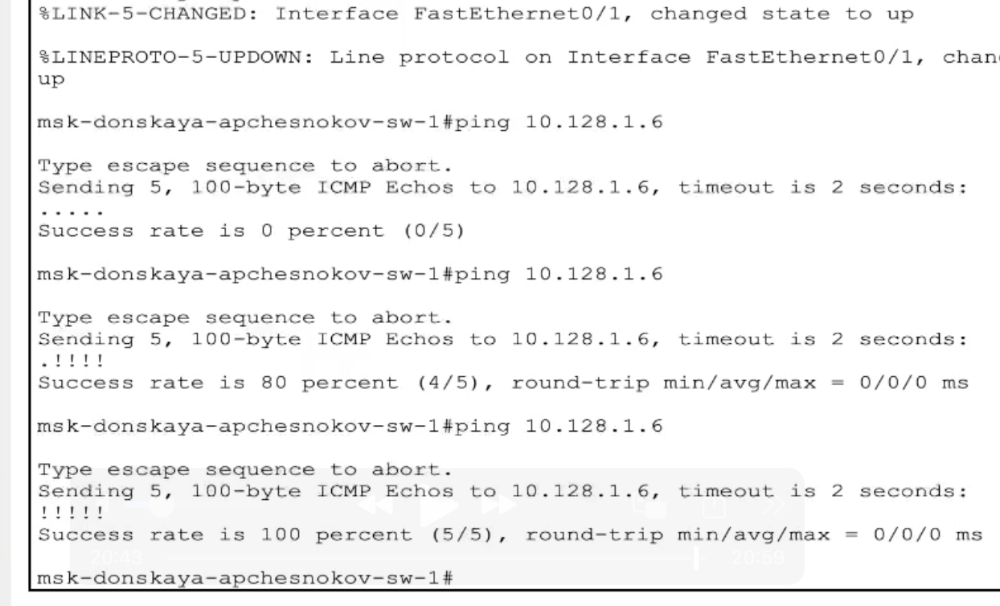 %LINK-5-CHANGED: Interface FastEthernet0/1, changed state to up
%LINEPROTO-5-UPDOWN: Line protocol on Interface FastEthernet0/1,
up
msk-donskaya-apchesnokov-sw-1#ping 10.128.1.6
Type escape sequence to abort.
Sending 5, 100-byte ICMP Echos to 10.128.1.6, timeout is 2 seconds:
.....
Success rate is 0 percent (0/5)
msk-donskaya-apchesnokov-sw-1#ping 10.128.1.6
Type escape sequence to abort.
Sending 5, 100-byte ICMP Echos to 10.128.1.6, timeout is 2 seconds:
.!!!!
Success rate is 80 percent (4/5), round-trip min/avg/max = 0/0/0 ms
msk-donskaya-apchesnokov-sw-1#ping 10.128.1.6
Type escape sequence to abort.
Sending 5, 100-byte ICMP Echos to 10.128.1.6, timeout is 2 seconds:
!!!!!
Success rate is 100 percent (5/5), round-trip min/avg/max = 0/0/0 ms
20:43 20:59
msk-donskaya-apchesnokov-sw-1#